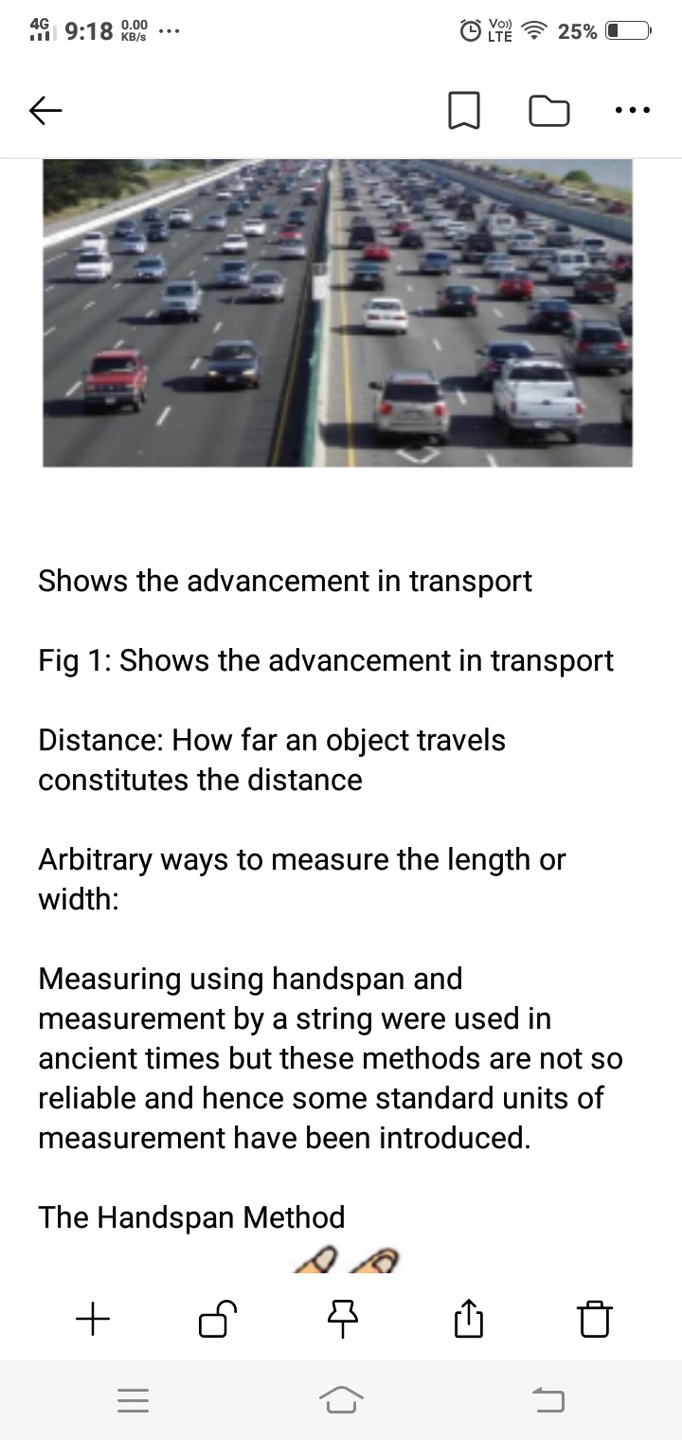 4G 9:18 0.00 KB/s ... Vo)) LTE 25%
Shows the advancement in transport
Fig 1: Shows the advancement in transport
Distance: How far an object travels
constitutes the distance
Arbitrary ways to measure the length or
width:
Measuring using handspan and
measurement by a string were used in
ancient times but these methods are not so
reliable and hence some standard units of
measurement have been introduced.
The Handspan Method